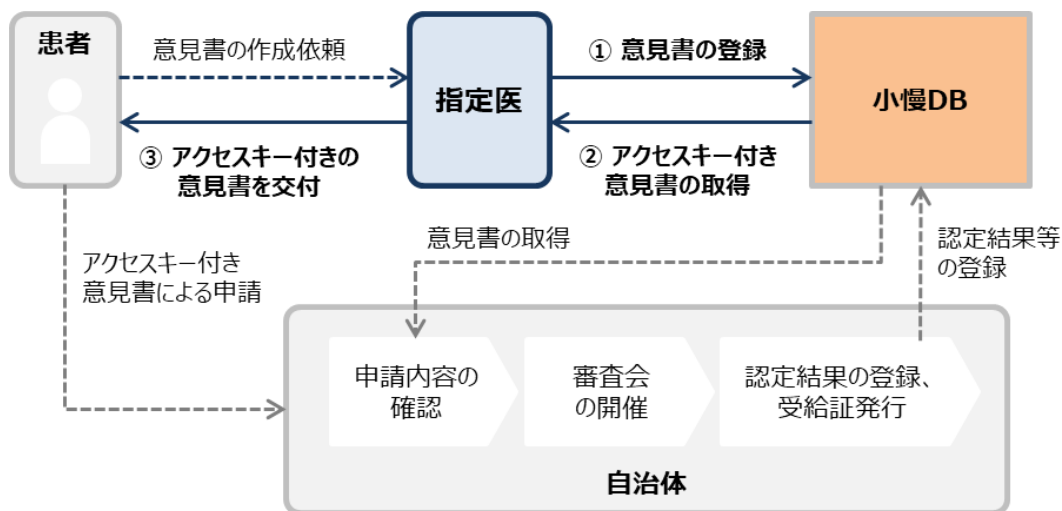 患者
意見書の作成依頼
指定医
① 意見書の登録
小慢DB
③ アクセスキー付きの
意見書を交付
② アクセスキー付き
意見書の取得
アクセスキー付き
意見書による申請
意見書の取得
認定結果等
の登録
申請内容の
確認
審査会
の開催
認定結果の登録、
受給証発行
自治体